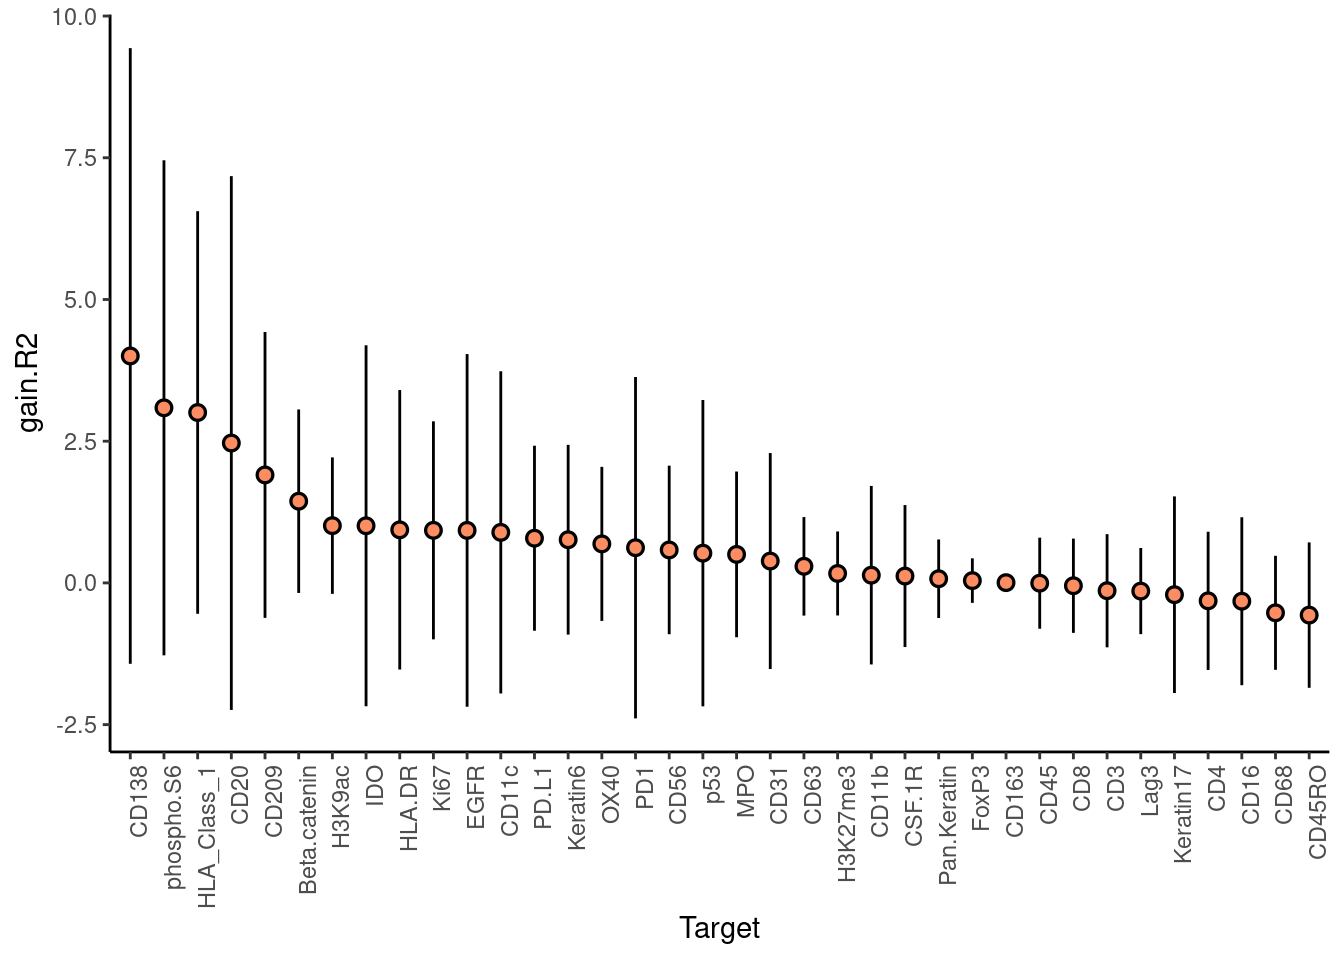 10.0
7.5
5.0
2.5
0.0
-2.5
gain.R2
CD138
phospho.S6
HLA_Class_1
CD20
CD209
Beta.catenin
H3K9ac
IDO
HLA.DR
Ki67
EGFR
CD11c
PD.L1
Keratin6
OX40
PD1
CD56
p53
MPO
CD31
CD63
H3K27me3
CD11b
CSF.1R
Pan.Keratin
FoxP3
CD163
CD45
CD8
CD3
Lag3
Keratin17
CD4
CD16
CD68
CD45RO
Target